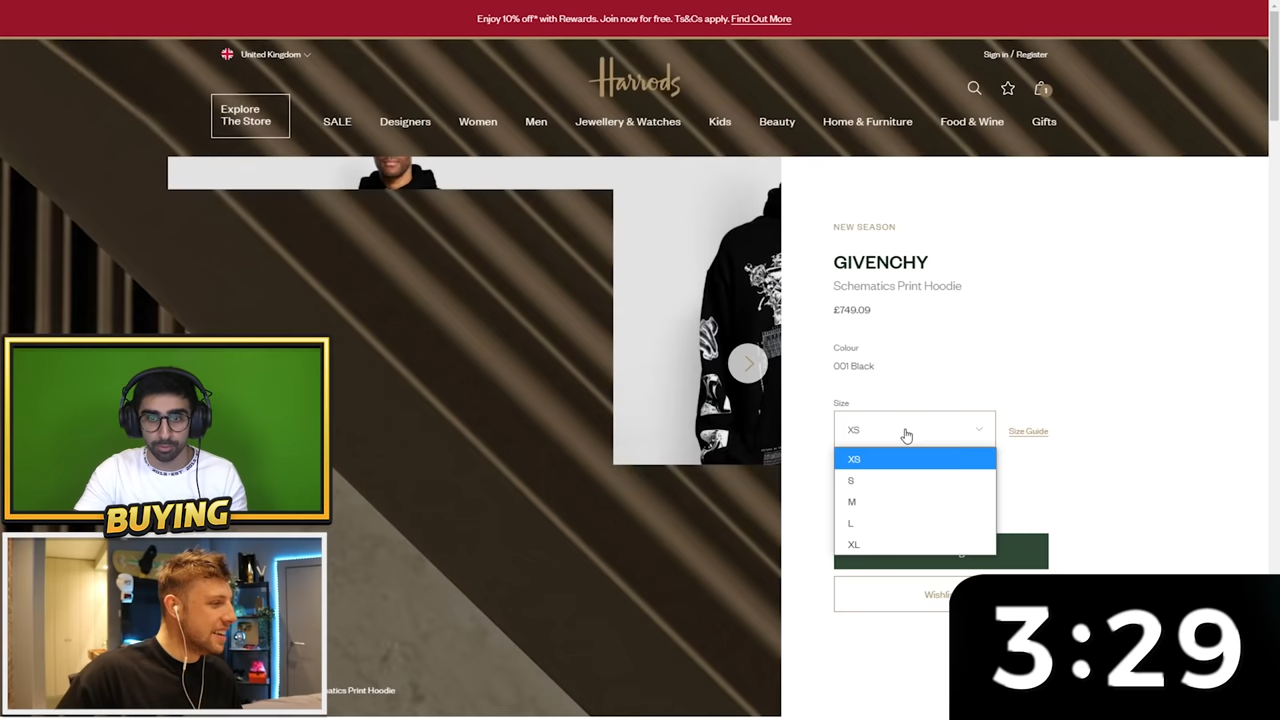 Enjoy 10% off* with Rewards. Join now for free. Ts&Cs apply. Find Out More
United Kingdom
Sign in / Register
Harrods
1
Explore
The Store
SALE
Designers
Women
Men
Jewellery & Watches
Kids
Beauty
Home & Furniture
Food & Wine
Gifts
NEW SEASON
GIVENCHY
Schematics Print Hoodie
£749.09
Colour
001 Black
Size
XS
Size Guide
XS
S
M
L
XL
BUYING
3:29
Print Hoodie